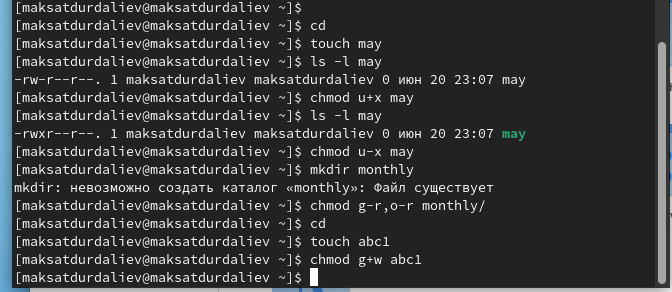 [maksatdurdaliev@maksatdurdaliev ~]$
[maksatdurdaliev@maksatdurdaliev ~]$ cd
[maksatdurdaliev@maksatdurdaliev ~]$ touch may
[maksatdurdaliev@maksatdurdaliev ~]$ ls -l may
-rw-r--r--. 1 maksatdurdaliev maksatdurdaliev 0 июн 20 23:07 may
[maksatdurdaliev@maksatdurdaliev ~]$ chmod u+x may
[maksatdurdaliev@maksatdurdaliev ~]$ ls -l may
-rwxr--r--. 1 maksatdurdaliev maksatdurdaliev 0 июн 20 23:07 may
[maksatdurdaliev@maksatdurdaliev ~]$ chmod u-x may
[maksatdurdaliev@maksatdurdaliev ~]$ mkdir monthly
mkdir: невозможно создать каталог «monthly»: Файл существует
[maksatdurdaliev@maksatdurdaliev ~]$ chmod g-r,o-r monthly/
[maksatdurdaliev@maksatdurdaliev ~]$ cd
[maksatdurdaliev@maksatdurdaliev ~]$ touch abc1
[maksatdurdaliev@maksatdurdaliev ~]$ chmod g+w abc1
[maksatdurdaliev@maksatdurdaliev ~]$